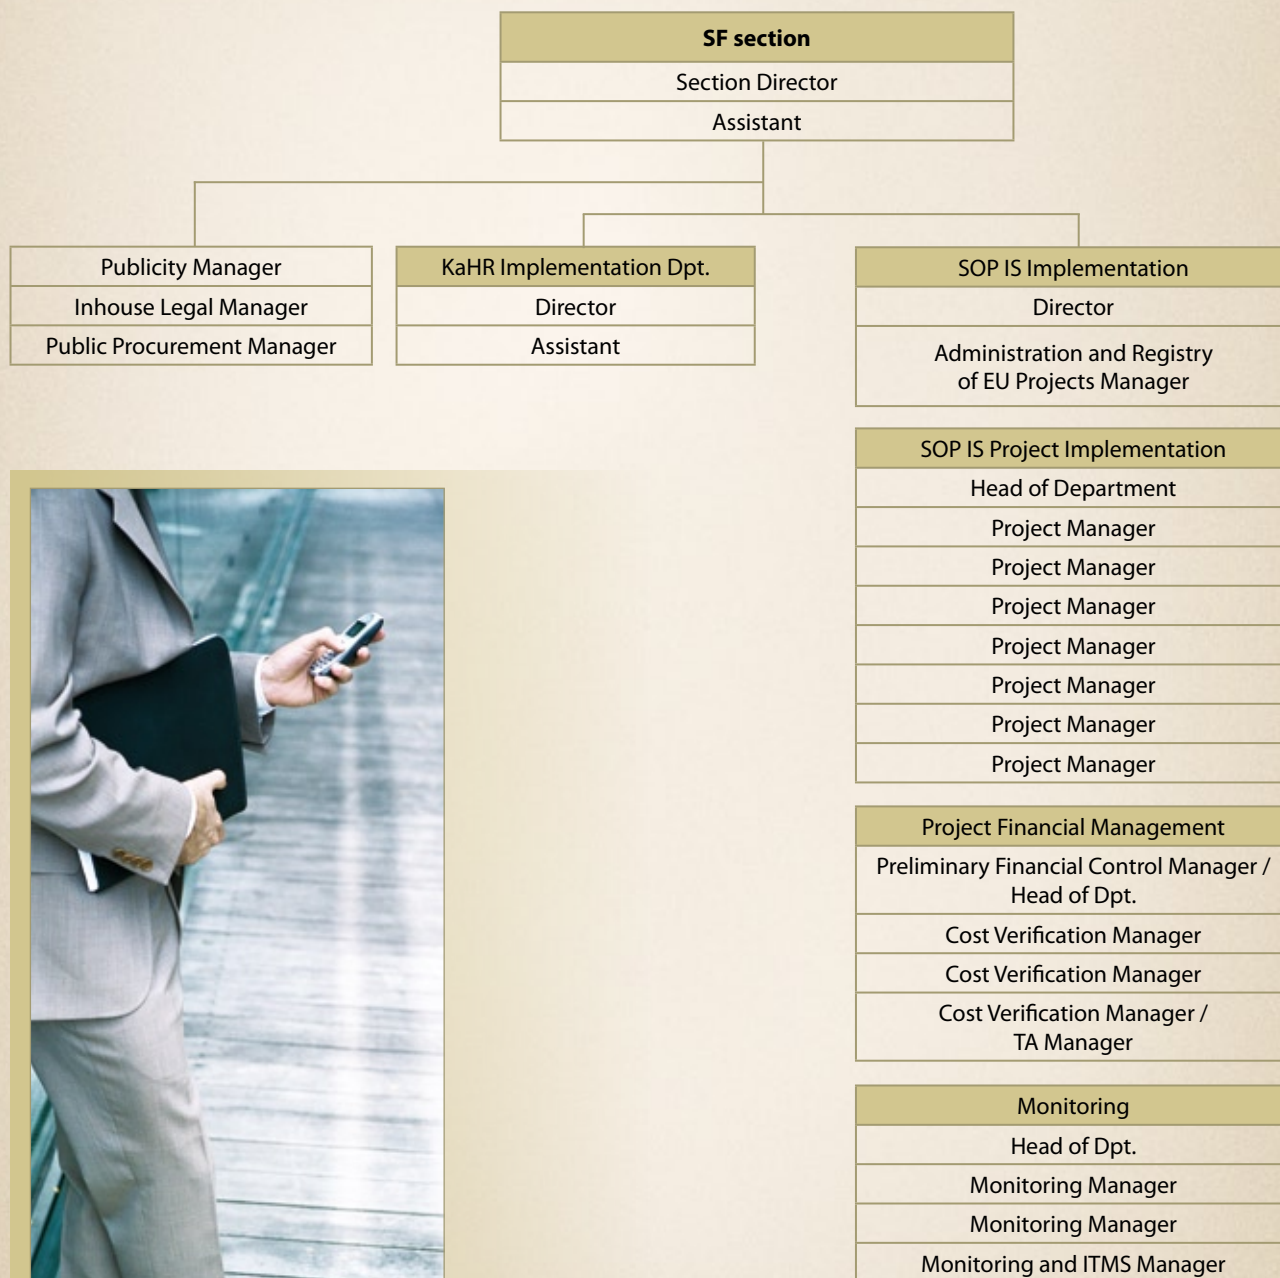 SF section
Section Director
Assistant
Publicity Manager
Inhouse Legal Manager
Public Procurement Manager
KaHR Implementation Dpt.
Director
Assistant
SOP IS Implementation
Director
Administration and Registry
of EU Projects Manager
SOP IS Project Implementation
Head of Department
Project Manager
Project Manager
Project Manager
Project Manager
Project Manager
Project Manager
Project Manager
Project Financial Management
Preliminary Financial Control Manager /
Head of Dpt.
Cost Verification Manager
Cost Verification Manager
Cost Verification Manager /
TA Manager
Monitoring
Head of Dpt.
Monitoring Manager
Monitoring Manager
Monitoring and ITMS Manager